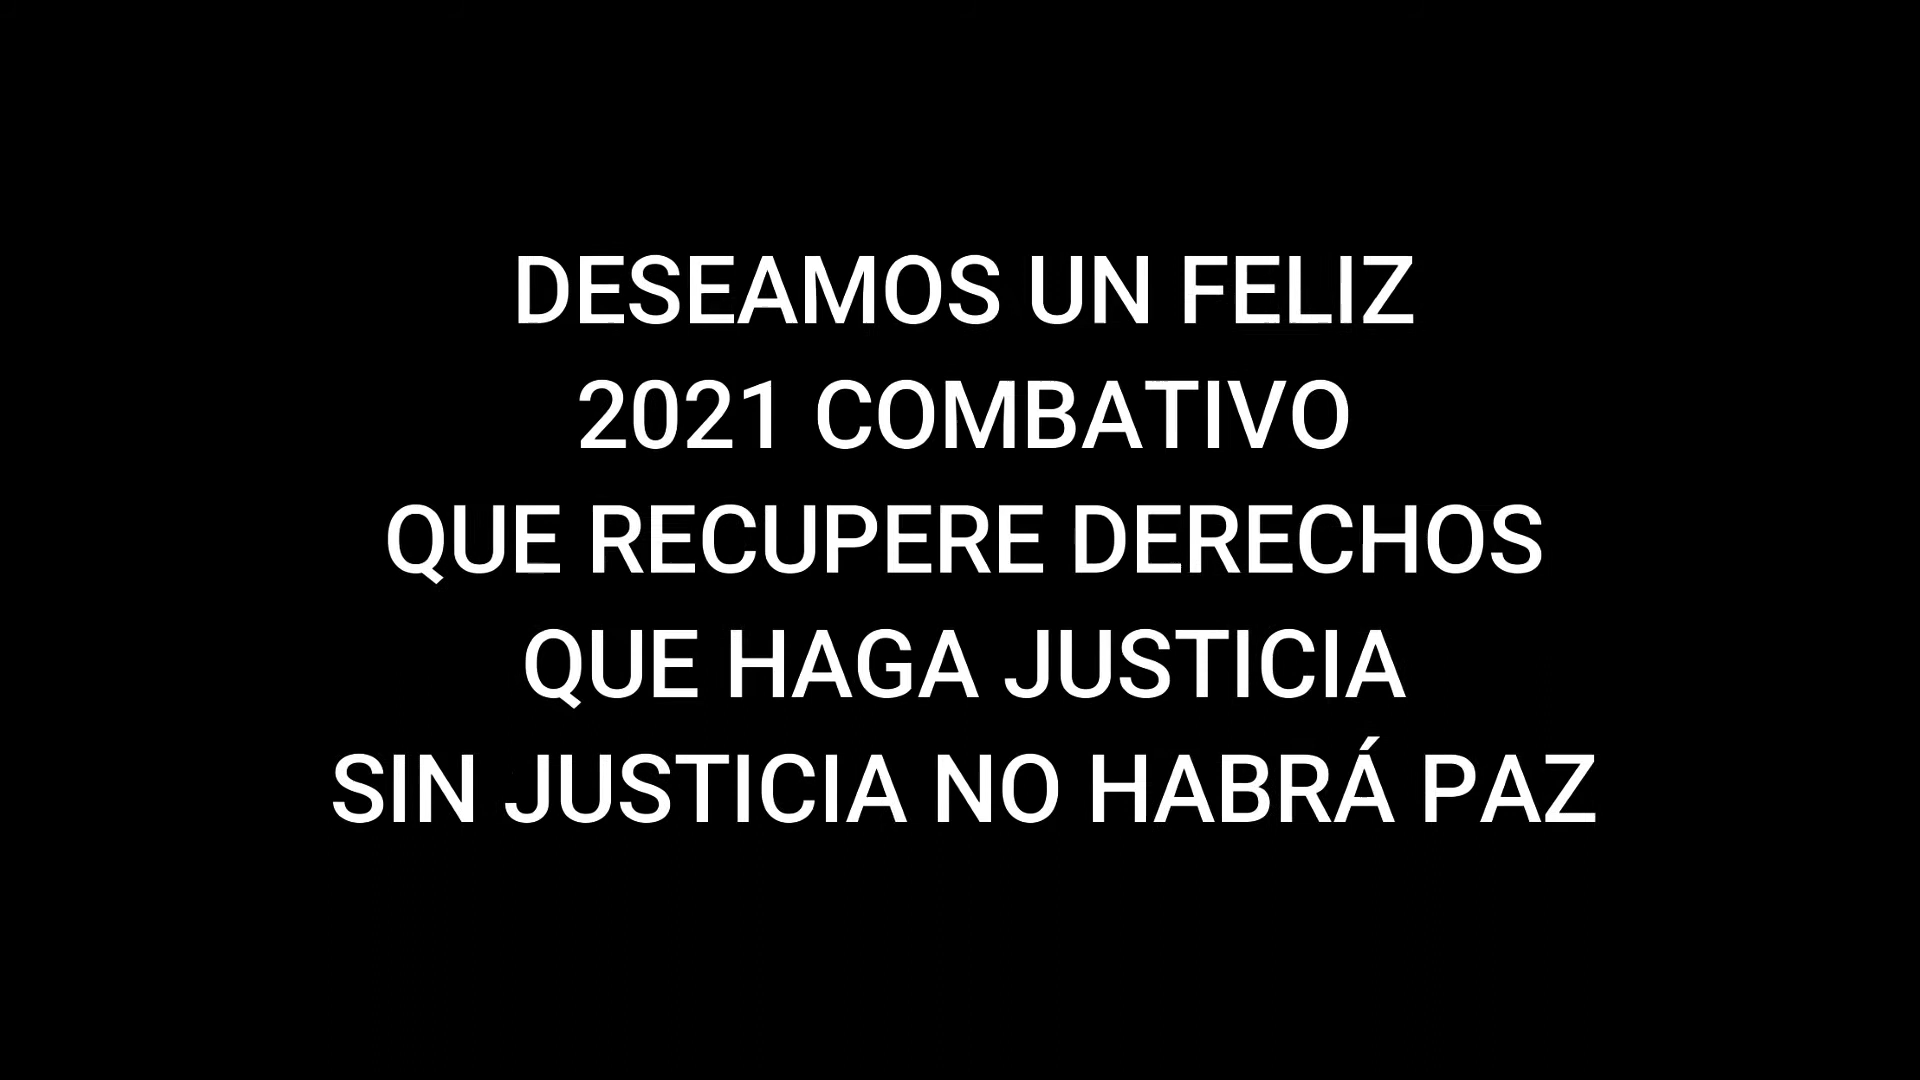 DESEAMOS UN FELIZ
2021 COMBATIVO
QUE RECUPERE DERECHOS
QUE HAGA JUSTICIA
SIN JUSTICIA NO HABRÁ PAZ